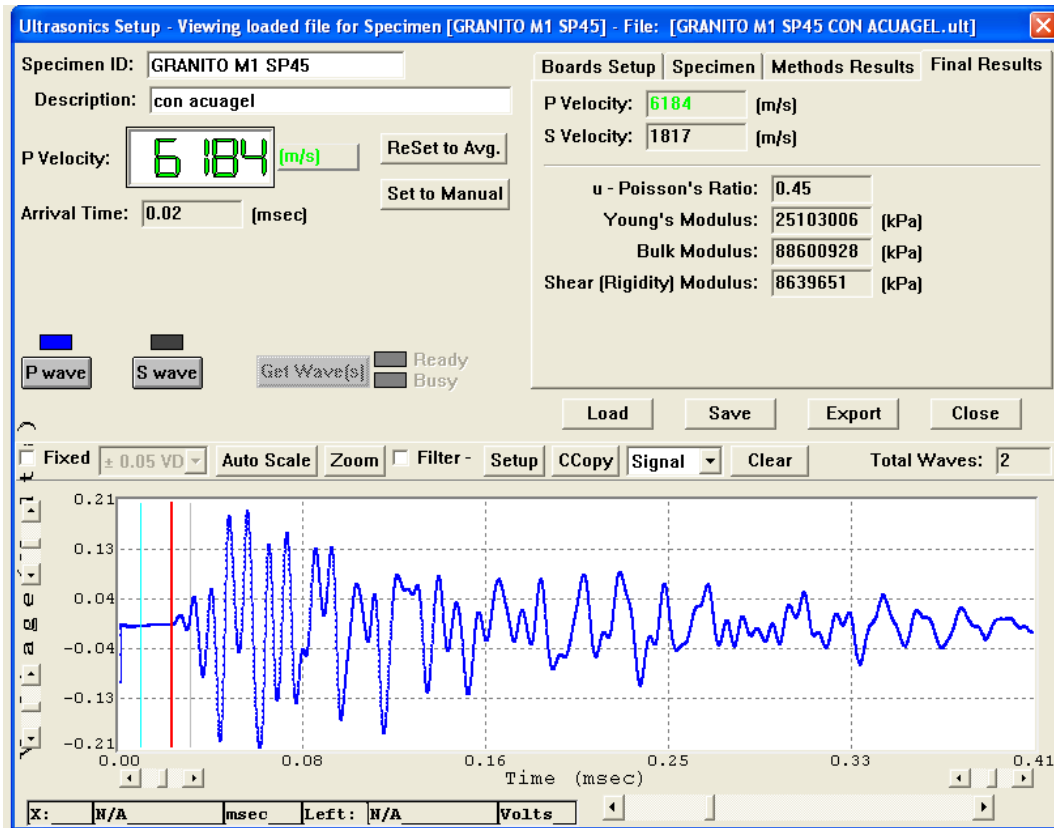 Ultrasonics Setup - Viewing loaded file for Specimen [GRANITO M1 SP45] - File: [GRANITO M1 SP45 CON ACUAGEL.ult]
Specimen ID: GRANITO M1 SP45
Description: con acuagel
P Velocity: 6184 (m/s)
ReSet to Avg.
Set to Manual
Arrival Time: 0.02 (msec)
Boards Setup Specimen Methods Results Final Results
P Velocity: 6184 (m/s)
S Velocity: 1817 (m/s)
u - Poisson's Ratio: 0.45
Young's Modulus: 25103006 (kPa)
Bulk Modulus: 88600928 (kPa)
Shear (Rigidity) Modulus: 8639651 (kPa)
P wave S wave Get Wave(s) Ready
Busy
Load Save Export Close
Fixed ± 0.05 VD Auto Scale Zoom Filter - Setup CCopy Signal Clear Total Waves: 2
0.21
0.13
0.04
-0.04
-0.13
-0.21
0.00 0.08 0.16 0.25 0.33 0.41
Time (msec)
X: N/A msec Left: N/A Volts